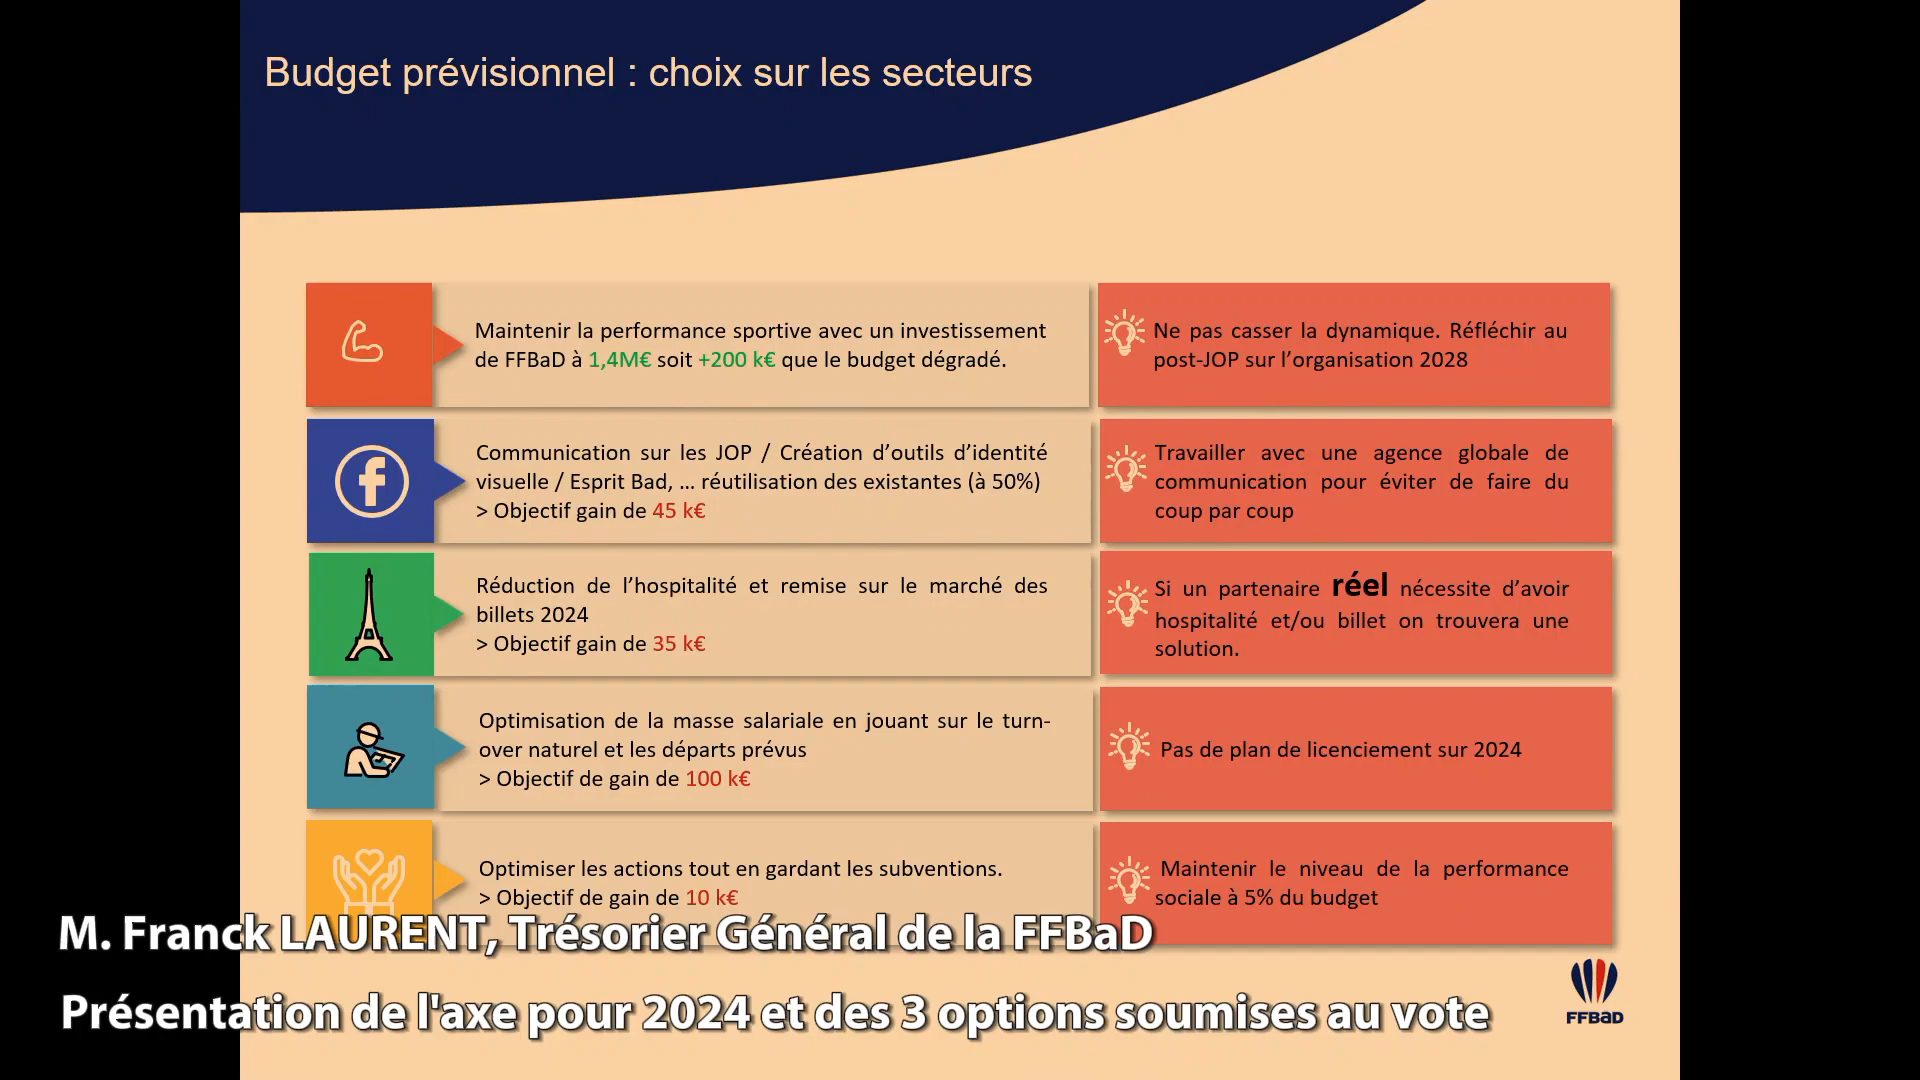 Budget prévisionnel : choix sur les secteurs
Maintenir la performance sportive avec un investissement
de FFBaD à 1,4M€ soit +200 k€ que le budget dégradé.
Ne pas casser la dynamique. Réfléchir au
post-JOP sur l’organisation 2028
Communication sur les JOP / Création d’outils d’identité
visuelle / Esprit Bad, … réutilisation des existantes (à 50%)
> Objectif gain de 45 k€
Travailler avec une agence globale de
communication pour éviter de faire du
coup par coup
Réduction de l’hospitalité et remise sur le marché des
billets 2024
> Objectif gain de 35 k€
Si un partenaire réel nécessite d’avoir
hospitalité et/ou billet on trouvera une
solution.
Optimisation de la masse salariale en jouant sur le turn-
over naturel et les départs prévus
> Objectif de gain de 100 k€
Pas de plan de licenciement sur 2024
Optimiser les actions tout en gardant les subventions.
> Objectif de gain de 10 k€
Maintenir le niveau de la performance
sociale à 5% du budget
M. Franck LAURENT, Trésorier Général de la FFBaD
Présentation de l'axe pour 2024 et des 3 options soumises au vote
FFBaD